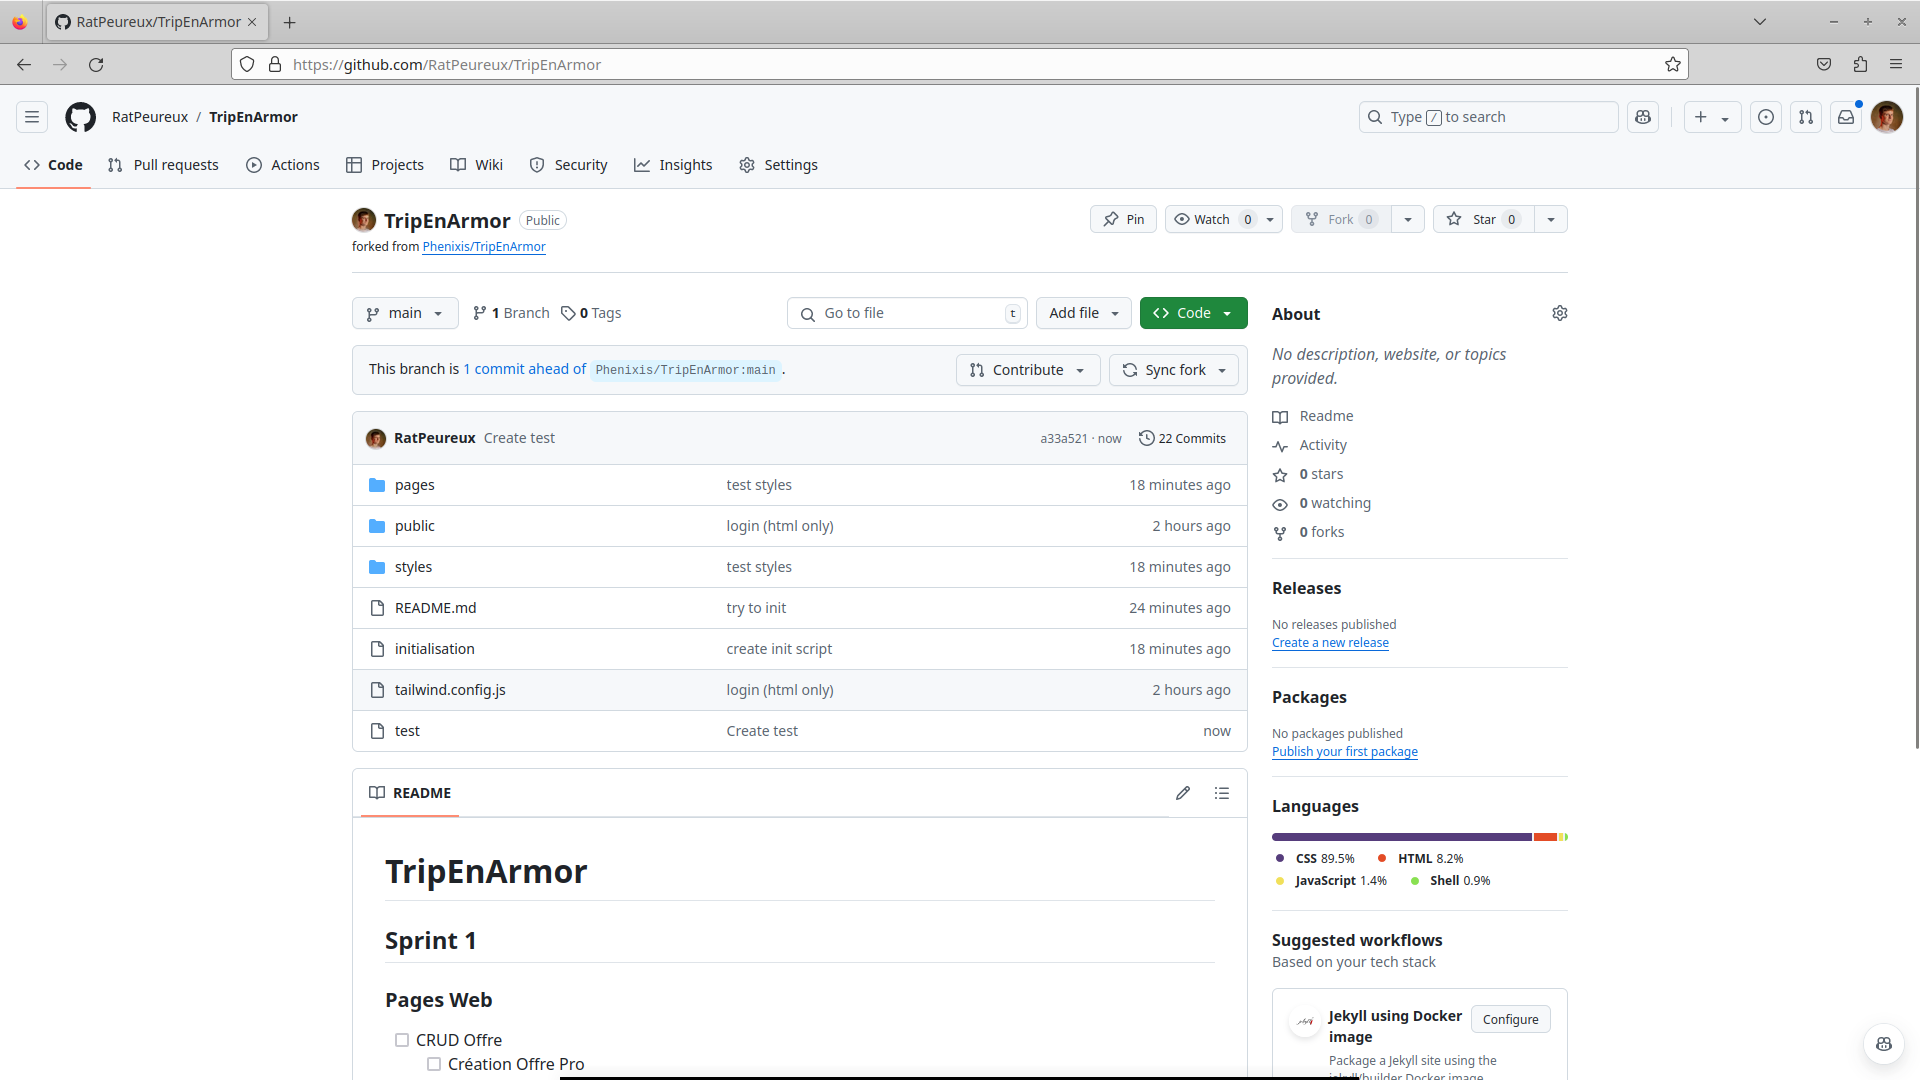 RatPeureux/TripEnArmor
https://github.com/RatPeureux/TripEnArmor
RatPeureux / TripEnArmor
Type / to search
Code Pull requests Actions Projects Wiki Security Insights Settings
TripEnArmor Public
Pin Watch 0 Fork 0 Star 0
forked from Phenixis/TripEnArmor
main 1 Branch 0 Tags Go to file t Add file Code
This branch is 1 commit ahead of Phenixis/TripEnArmor:main .
Contribute Sync fork
RatPeureux Create test a33a521 · now 22 Commits
pages test styles 18 minutes ago
public login (html only) 2 hours ago
styles test styles 18 minutes ago
README.md try to init 24 minutes ago
initialisation create init script 18 minutes ago
tailwind.config.js login (html only) 2 hours ago
test Create test now
README
TripEnArmor
Sprint 1
Pages Web
CRUD Offre
Création Offre Pro
About
No description, website, or topics
provided.
Readme
Activity
0 stars
0 watching
0 forks
Releases
No releases published
Create a new release
Packages
No packages published
Publish your first package
Languages
CSS 89.5% HTML 8.2%
JavaScript 1.4% Shell 0.9%
Suggested workflows
Based on your tech stack
Jekyll using Docker
image
Configure
Package a Jekyll site using the
jekyll/builder Docker image